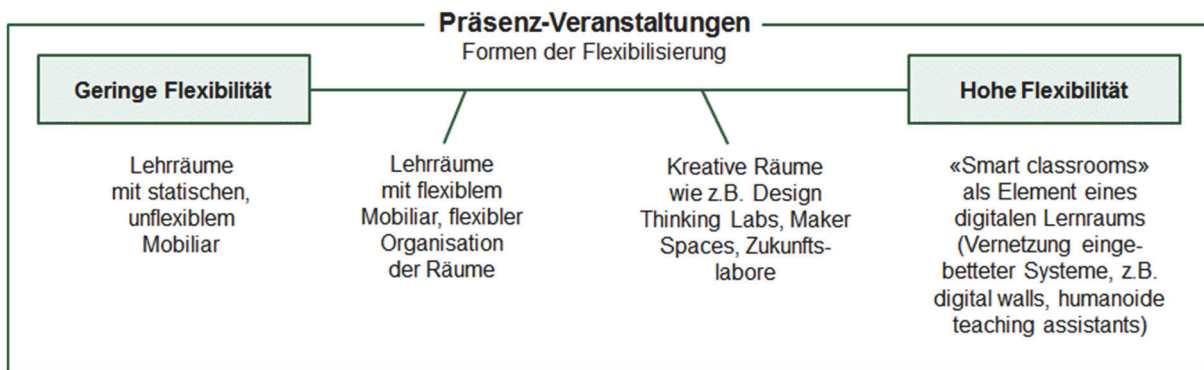 Präsenz-Veranstaltungen
Formen der Flexibilisierung
Geringe Flexibilität
Hohe Flexibilität
Lehrräume
mit statischen,
unflexiblem
Mobiliar
Lehrräume
mit flexiblem
Mobiliar, flexibler
Organisation
der Räume
Kreative Räume
wie z.B. Design
Thinking Labs, Maker
Spaces, Zukunfts-
labore
«Smart classrooms»
als Element eines
digitalen Lernraums
(Vernetzung einge-
betteter Systeme, z.B.
digital walls, humanoide
teaching assistants)